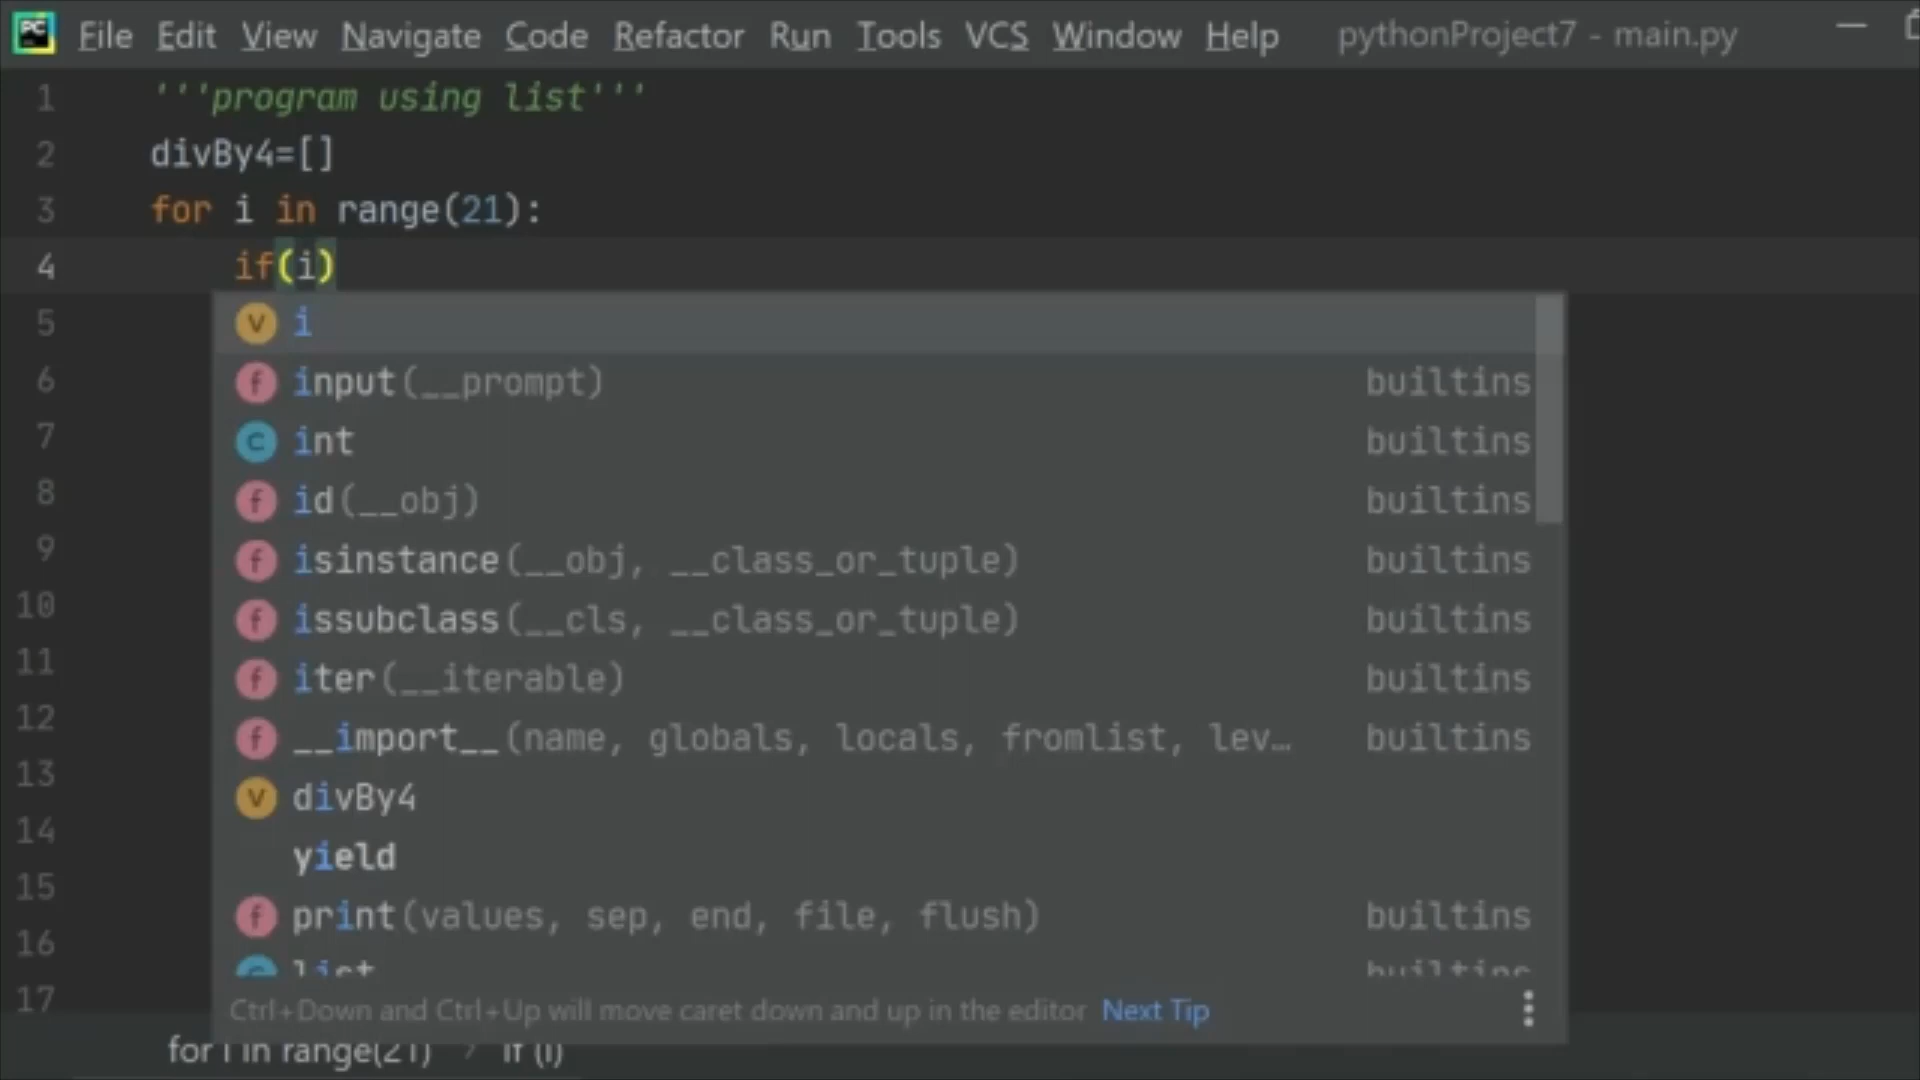 PC File Edit View Navigate Code Refactor Run Tools VCS Window Help pythonProject7 - main.py
1 '''program using list'''
2 divBy4=[]
3 for i in range(21):
4 if(i)
5 V i
6 f input(__prompt) builtins
7 c int builtins
8 f id(__obj) builtins
9 f isinstance(__obj, __class_or_tuple) builtins
10 f issubclass(__cls, __class_or_tuple) builtins
11 f iter(__iterable) builtins
12 f __import__(name, globals, locals, fromlist, lev… builtins
13 V divBy4
14 yield
15 f print(values, sep, end, file, flush) builtins
16 c list builtins
17 Ctrl+Down and Ctrl+Up will move caret down and up in the editor Next Tip
for i in range(21) › if (i)